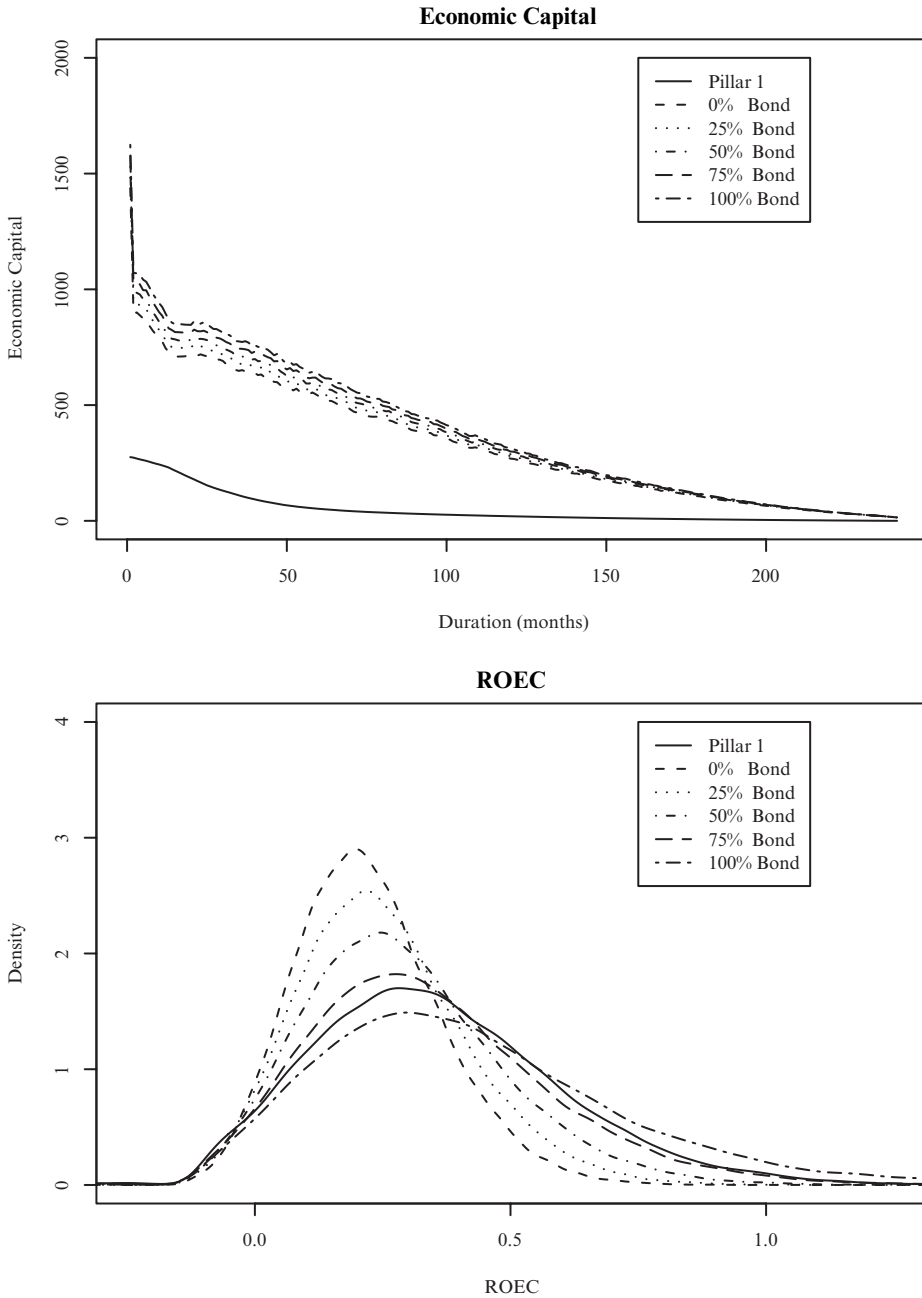 Economic Capital
2000
1500
1000
500
0
Economic Capital
Pillar 1
0% Bond
25% Bond
50% Bond
75% Bond
100% Bond
0 50 100 150 200
Duration (months)
ROEC
4
3
2
1
0
Density
Pillar 1
0% Bond
25% Bond
50% Bond
75% Bond
100% Bond
0.0 0.5 1.0
ROEC